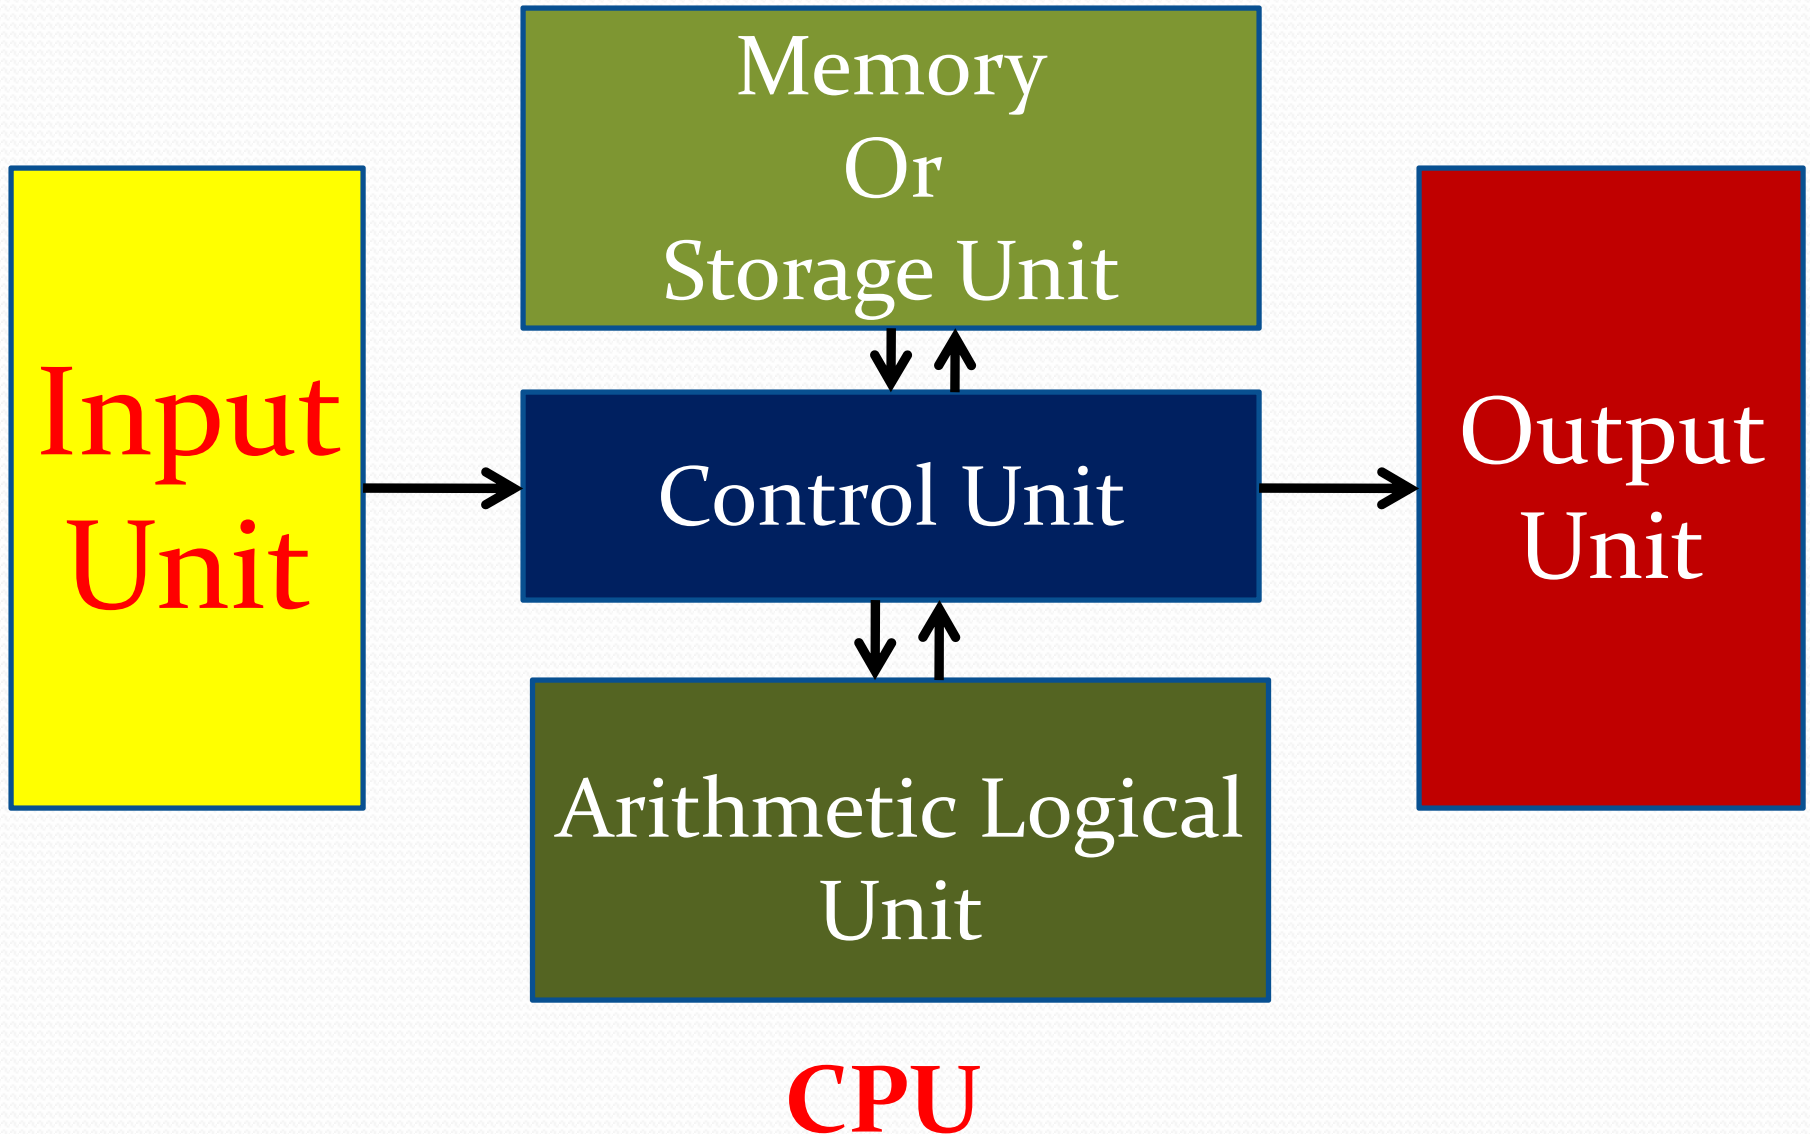 Memory
Or
Storage Unit
Input
Unit
Control Unit
Output
Unit
Arithmetic Logical
Unit
CPU